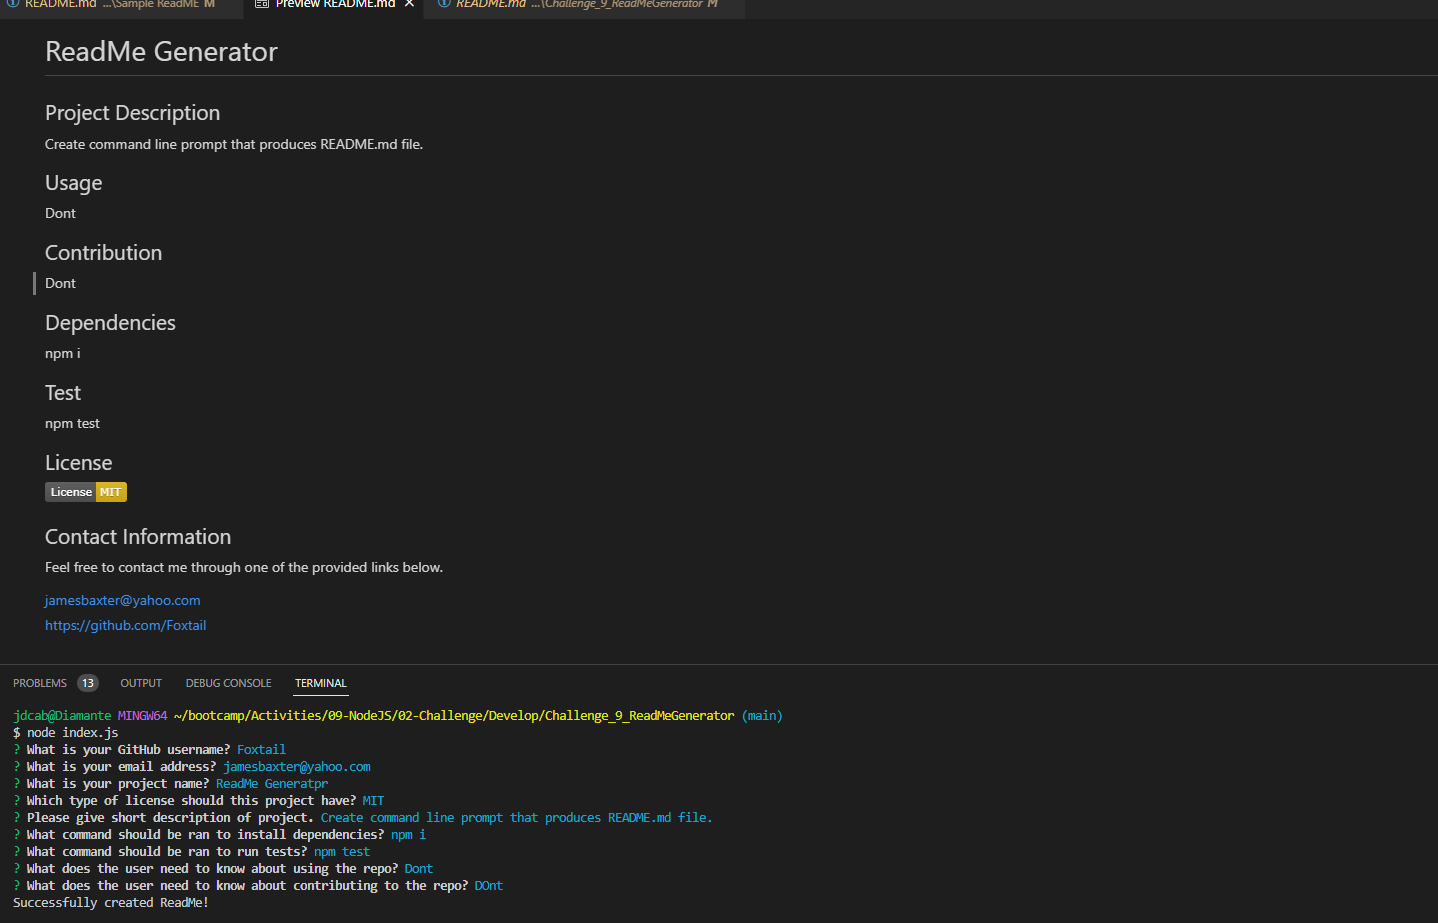 README.md ...\Sample ReadME M Preview README.md × README.md ...\Challenge_9_ReadMeGenerator M
ReadMe Generator
Project Description
Create command line prompt that produces README.md file.
Usage
Dont
Contribution
Dont
Dependencies
npm i
Test
npm test
License
License MIT
Contact Information
Feel free to contact me through one of the provided links below.
jamesbaxter@yahoo.com
https://github.com/Foxtail
PROBLEMS 13 OUTPUT DEBUG CONSOLE TERMINAL
jdcab@Diamante MINGW64 ~/bootcamp/Activities/09-NodeJS/02-Challenge/Develop/Challenge_9_ReadMeGenerator (main)
$ node index.js
? What is your GitHub username? Foxtail
? What is your email address? jamesbaxter@yahoo.com
? What is your project name? ReadMe Generatpr
? Which type of license should this project have? MIT
? Please give short description of project. Create command line prompt that produces README.md file.
? What command should be ran to install dependencies? npm i
? What command should be ran to run tests? npm test
? What does the user need to know about using the repo? Dont
? What does the user need to know about contributing to the repo? DOnt
Successfully created ReadMe!